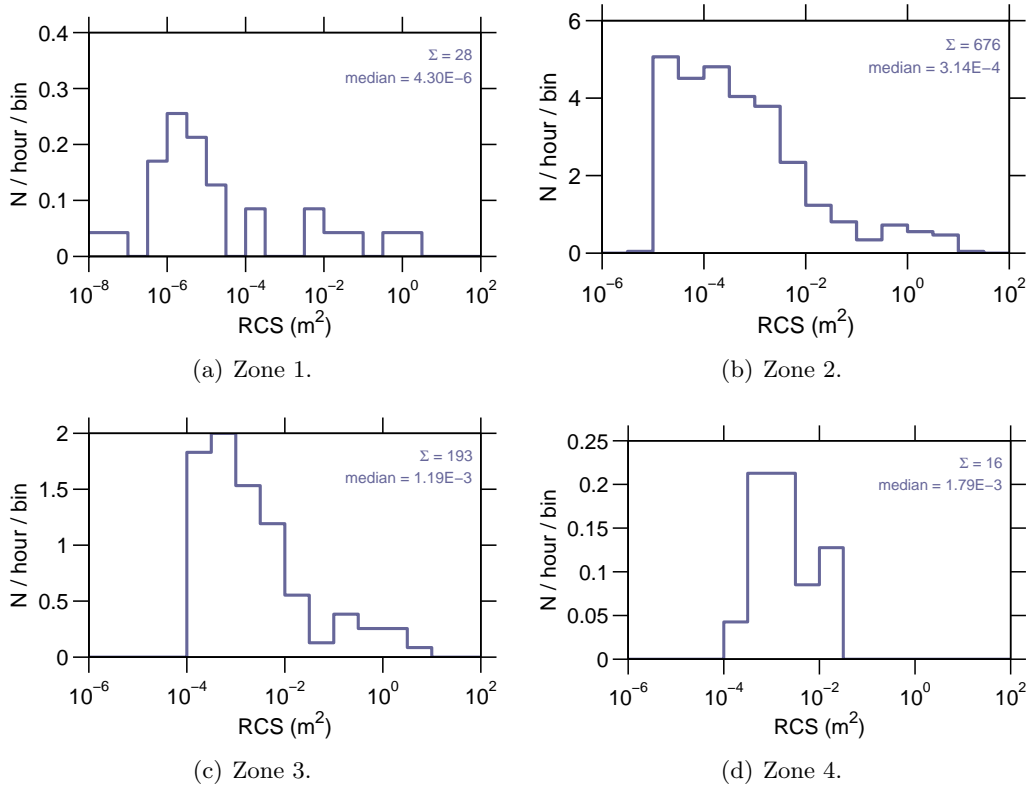 0.4
0.3
0.2
0.1
0
N / hour / bin
Σ = 28
median = 4.30E−6
10^−8 10^−6 10^−4 10^−2 10^0 10^2
RCS (m^2)
(a) Zone 1.
6
4
2
0
N / hour / bin
Σ = 676
median = 3.14E−4
10^−6 10^−4 10^−2 10^0 10^2
RCS (m^2)
(b) Zone 2.
2
1.5
1
0.5
0
N / hour / bin
Σ = 193
median = 1.19E−3
10^−6 10^−4 10^−2 10^0 10^2
RCS (m^2)
(c) Zone 3.
0.25
0.2
0.15
0.1
0.05
0
N / hour / bin
Σ = 16
median = 1.79E−3
10^−6 10^−4 10^−2 10^0 10^2
RCS (m^2)
(d) Zone 4.